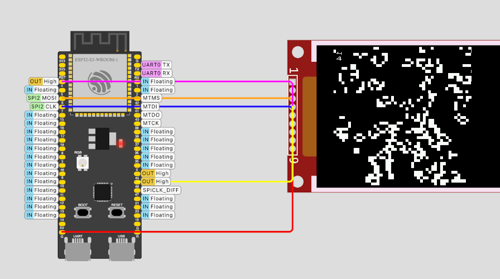 ESP32-S3-WROOM-1
UART0 TX
UART0 RX
OUT High
IN Floating
IN Floating
IN Floating
SPI2 MOSI
MTMS
SPI2 CLK
MTDI
IN Floating
MTDO
IN Floating
MTCK
IN Floating
IN Floating
IN Floating
IN Floating
IN Floating
IN Floating
IN Floating
IN Floating
IN Floating
IN Floating
IN Floating
OUT High
IN Floating
OUT High
IN Floating
SPICLK_DIFF
IN Floating
IN Floating
IN Floating
IN Floating
IN Floating
IN Floating
RGB
BOOT
RESET
UART
USB
1
9